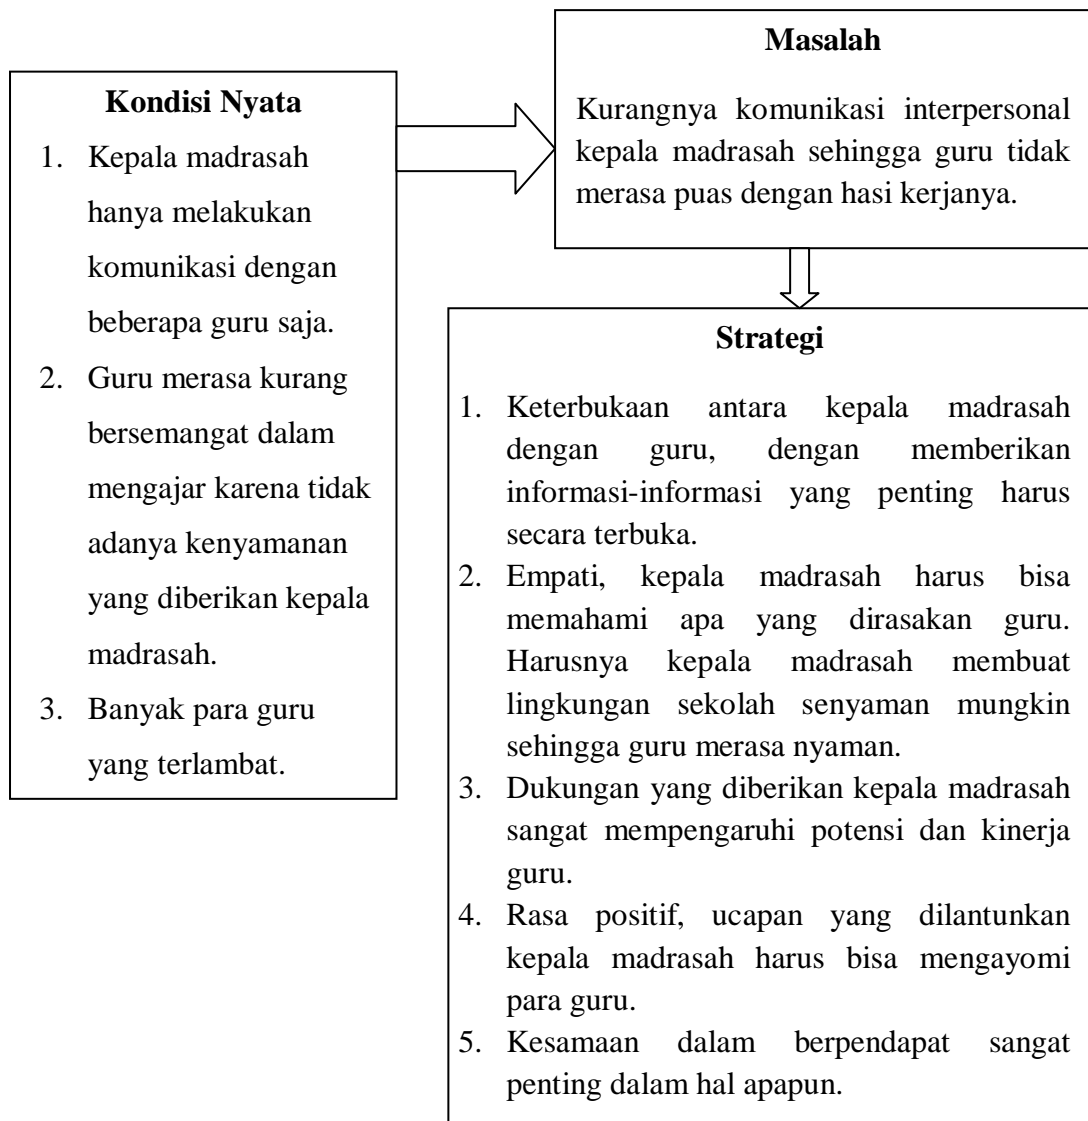 Kondisi Nyata
1. Kepala madrasah
hanya melakukan
komunikasi dengan
beberapa guru saja.
2. Guru merasa kurang
bersemangat dalam
mengajar karena tidak
adanya kenyamanan
yang diberikan kepala
madrasah.
3. Banyak para guru
yang terlambat.
Masalah
Kurangnya komunikasi interpersonal
kepala madrasah sehingga guru tidak
merasa puas dengan hasi kerjanya.
Strategi
1. Keterbukaan antara kepala madrasah
dengan guru, dengan memberikan
informasi-informasi yang penting harus
secara terbuka.
2. Empati, kepala madrasah harus bisa
memahami apa yang dirasakan guru.
Harusnya kepala madrasah membuat
lingkungan sekolah senyaman mungkin
sehingga guru merasa nyaman.
3. Dukungan yang diberikan kepala madrasah
sangat mempengaruhi potensi dan kinerja
guru.
4. Rasa positif, ucapan yang dilantunkan
kepala madrasah harus bisa mengayomi
para guru.
5. Kesamaan dalam berpendapat sangat
penting dalam hal apapun.